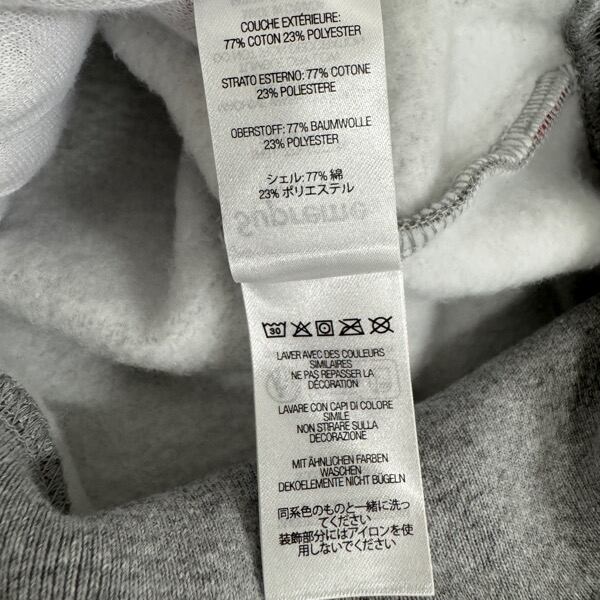 COUCHE EXTÉRIEURE:
77% COTON 23% POLYESTER
STRATO ESTERNO: 77% COTONE
23% POLIESTERE
OBERSTOFF: 77% BAUMWOLLE
23% POLYESTER
シェル: 77% 綿
23% ポリエステル
Supreme
30
LAVER AVEC DES COULEURS
SIMILAIRES
NE PAS REPASSER LA
DÉCORATION
LAVARE CON CAPI DI COLORE
SIMILE
NON STIRARE SULLA
DECORAZIONE
MIT ÄHNLICHEN FARBEN
WASCHEN
DEKOELEMENTE NICHT BÜGELN
同系色のものと一緒に洗っ
てください
装飾部分にはアイロンを使
用しないでください